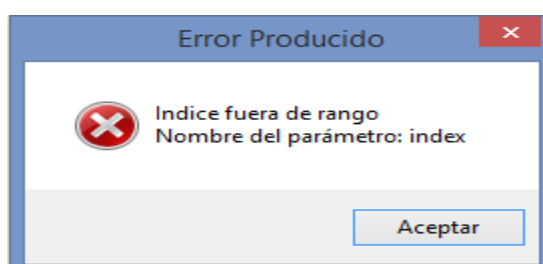 Error Producido
Indice fuera de rango
Nombre del parámetro: index
Aceptar